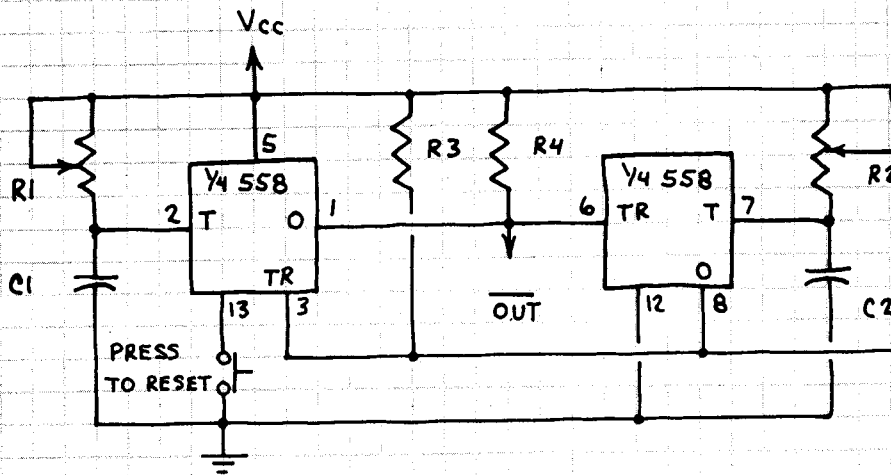 Vcc
R1
5
1/4 558
2
T
O
1
TR
13
3
R3
R4
1/4 558
6
TR
T
7
O
12
8
R2
C1
OUT
C2
PRESS
TO RESET